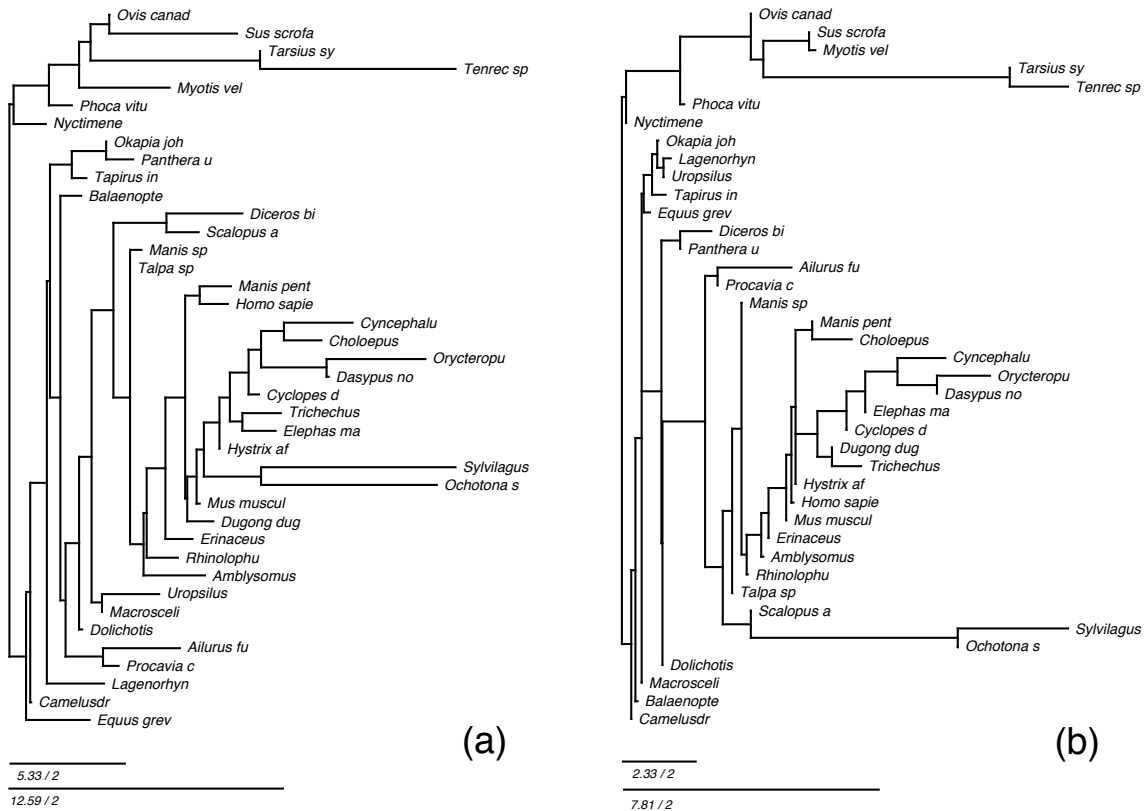 Ovis canad
Sus scrofa
Tarsius sy
Tenrec sp
Myotis vel
Phoca vitu
Nyctimene
Okapia joh
Panthera u
Tapirus in
Balaenopte
Diceros bi
Scalopus a
Manis sp
Talpa sp
Manis pent
Homo sapie
Cyncephalu
Choloepus
Orycteropu
Dasypus no
Cyclopes d
Trichechus
Elephas ma
Hystrix af
Sylvilagus
Ochotona s
Mus muscul
Dugong dug
Erinaceus
Rhinolophu
Amblysomus
Uropsilus
Macrosceli
Dolichotis
Ailurus fu
Procavia c
Lagenorhyn
Camelusdr
Equus grev
(a)
5.33 / 2
12.59 / 2
Ovis canad
Sus scrofa
Myotis vel
Tarsius sy
Tenrec sp
Phoca vitu
Nyctimene
Okapia joh
Lagenorhyn
Uropsilus
Tapirus in
Equus grev
Diceros bi
Panthera u
Ailurus fu
Procavia c
Manis sp
Manis pent
Choloepus
Cyncephalu
Orycteropu
Dasypus no
Elephas ma
Cyclopes d
Dugong dug
Trichechus
Hystrix af
Homo sapie
Mus muscul
Erinaceus
Amblysomus
Rhinolophu
Talpa sp
Scalopus a
Sylvilagus
Ochotona s
Dolichotis
Macrosceli
Balaenopte
Camelusdr
(b)
2.33 / 2
7.81 / 2